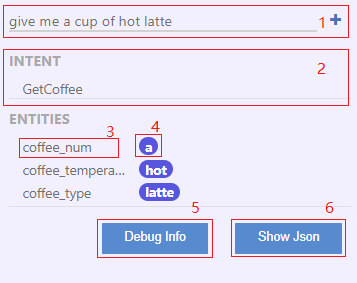 give me a cup of hot latte 1 +
INTENT 2
GetCoffee
ENTITIES
3 4
coffee_num a
coffee_tempera... hot
coffee_type latte
5 6
Debug Info Show Json